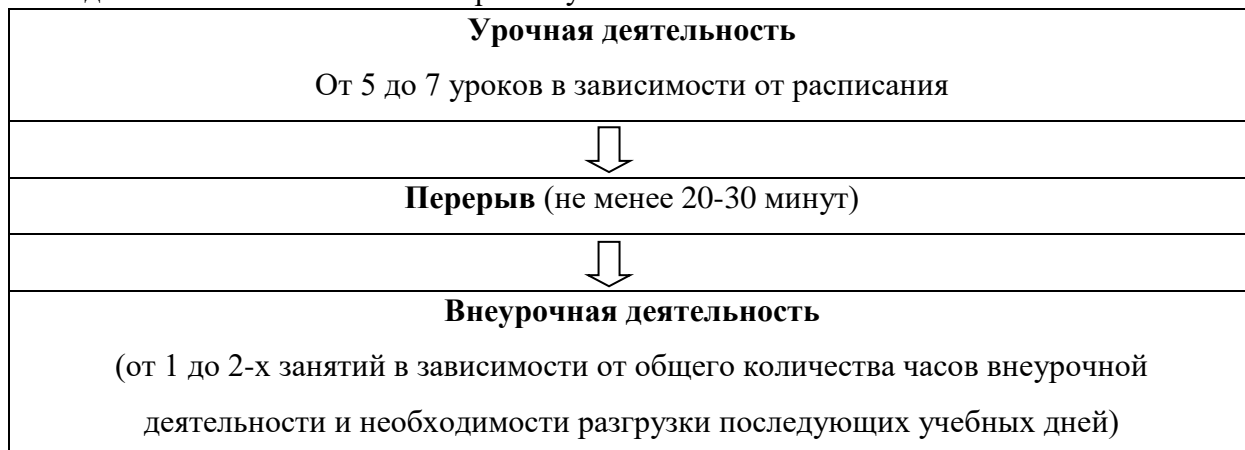 Урочная деятельность
От 5 до 7 уроков в зависимости от расписания
Перерыв (не менее 20-30 минут)
Внеурочная деятельность
(от 1 до 2-х занятий в зависимости от общего количества часов внеурочной
деятельности и необходимости разгрузки последующих учебных дней)